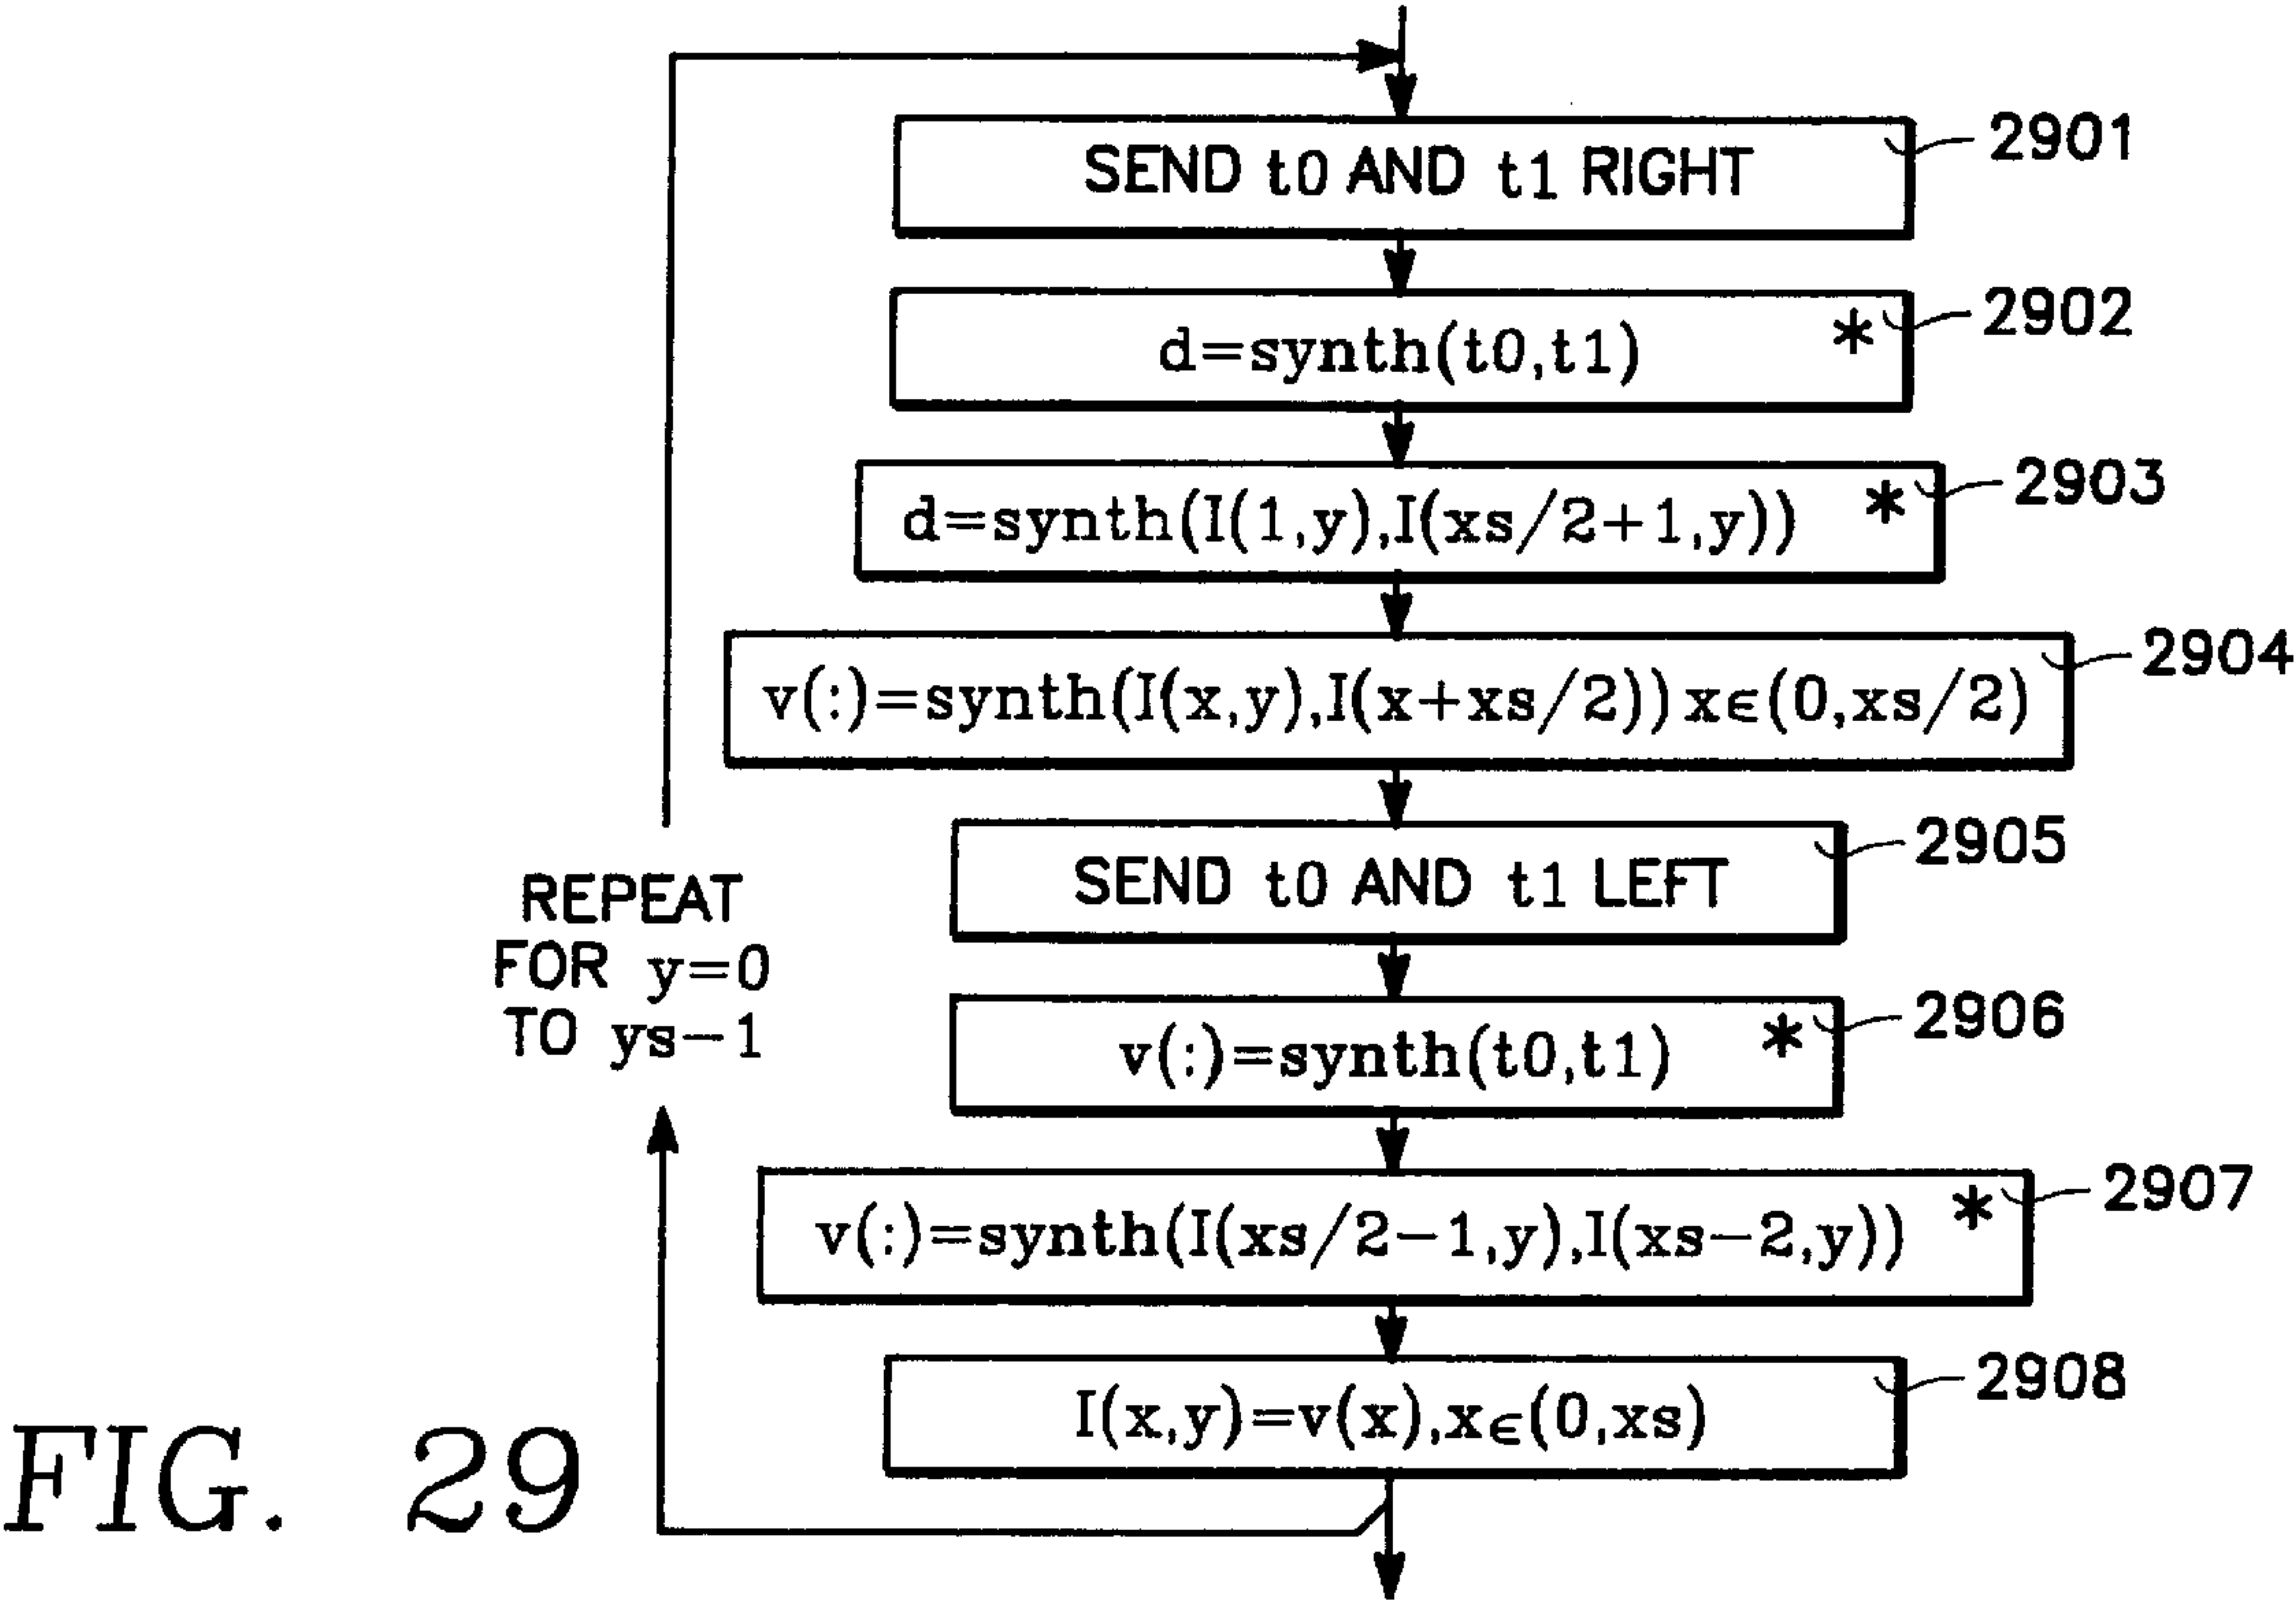 SEND t0 AND t1 RIGHT
2901
d=synth(t0,t1) *
2902
d=synth(I(1,y),I(xs/2+1,y)) *
2903
v(:)=synth(I(x,y),I(x+xs/2)) x∈(0,xs/2)
2904
SEND t0 AND t1 LEFT
2905
REPEAT
FOR y=0
TO ys-1
v(:)=synth(t0,t1) *
2906
v(:)=synth(I(xs/2-1,y),I(xs-2,y)) *
2907
I(x,y)=v(x),x∈(0,xs)
2908
FIG. 29